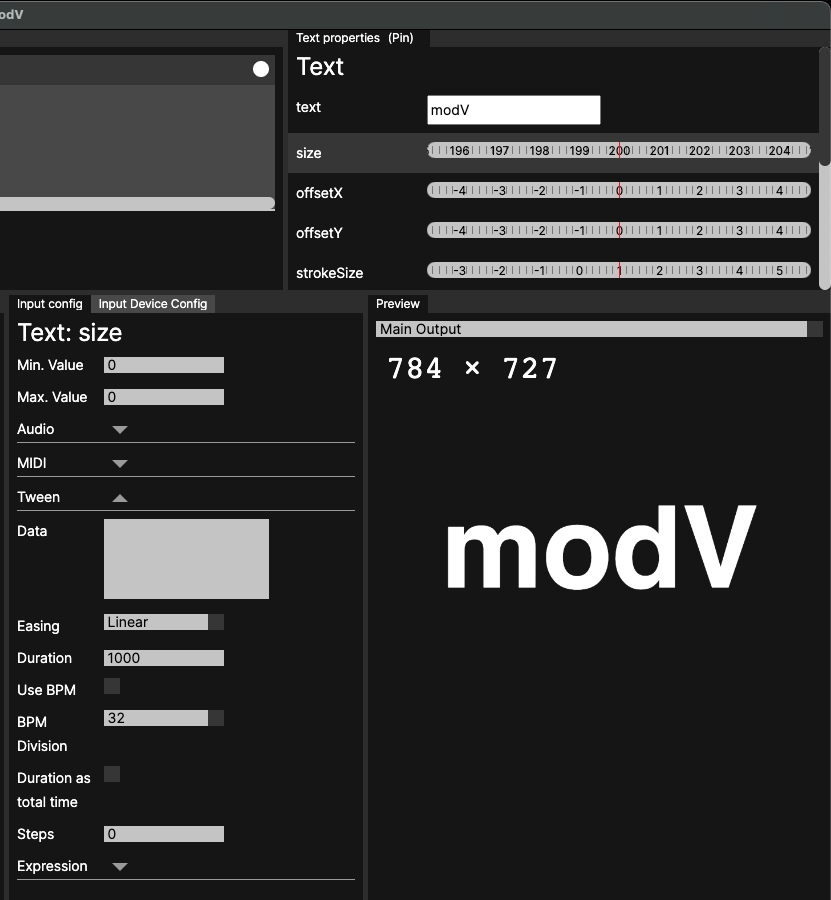 odV
Text properties (Pin)
Text
text
modV
size
196 197 198 199 200 201 202 203 204
offsetX
-4 -3 -2 -1 0 1 2 3 4
offsetY
-4 -3 -2 -1 0 1 2 3 4
strokeSize
-3 -2 -1 0 1 2 3 4 5
Input config
Input Device Config
Text: size
Min. Value
0
Max. Value
0
Audio
MIDI
Tween
Data
Easing
Linear
Duration
1000
Use BPM
BPM
Division
32
Duration as
total time
Steps
0
Expression
Preview
Main Output
784 × 727
modV